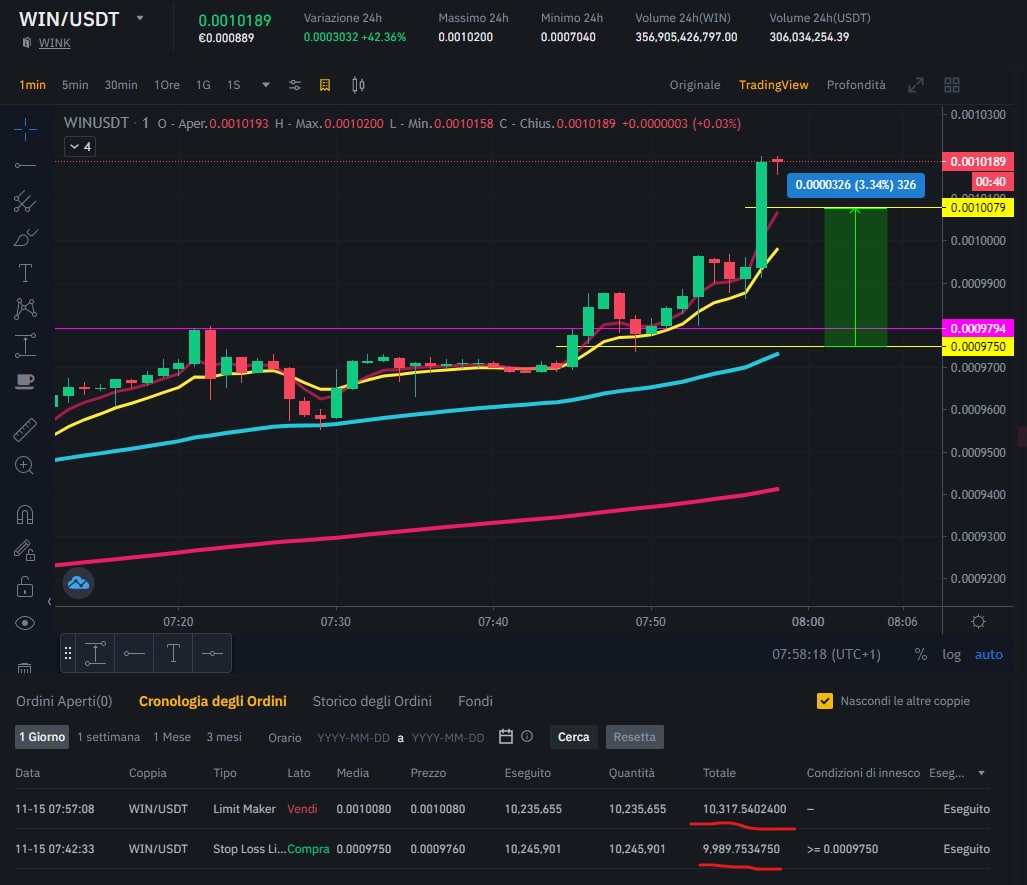 WIN/USDT
WINK
0.0010189
€0.000889
Variazione 24h
0.0003032 +42.36%
Massimo 24h
0.0010200
Minimo 24h
0.0007040
Volume 24h(WIN)
356,905,426,797.00
Volume 24h(USDT)
306,034,254.39
1min 5min 30min 1Ore 1G 1S
Originale TradingView Profondità
WINUSDT · 1 O - Aper.0.0010193 H - Max.0.0010200 L - Min.0.0010158 C - Chius.0.0010189 +0.0000003 (+0.03%)
4
0.0010300
0.0010189
00:40
0.0000326 (3.34%) 326
0.0010100
0.0010079
0.0010000
0.0009900
0.0009794
0.0009750
0.0009700
0.0009600
0.0009500
0.0009400
0.0009300
0.0009200
07:20 07:30 07:40 07:50 08:00 08:06
07:58:18 (UTC+1) % log auto
Ordini Aperti(0) Cronologia degli Ordini Storico degli Ordini Fondi Nascondi le altre coppie
1 Giorno 1 settimana 1 Mese 3 mesi Orario YYYY-MM-DD a YYYY-MM-DD Cerca Resetta
Data Coppia Tipo Lato Media Prezzo Eseguito Quantità Totale Condizioni di innesco Eseg...
11-15 07:57:08 WIN/USDT Limit Maker Vendi 0.0010080 0.0010080 10,235,655 10,235,655 10,317.5402400 – Eseguito
11-15 07:42:33 WIN/USDT Stop Loss Li... Compra 0.0009750 0.0009760 10,245,901 10,245,901 9,989.7534750 >= 0.0009750 Eseguito